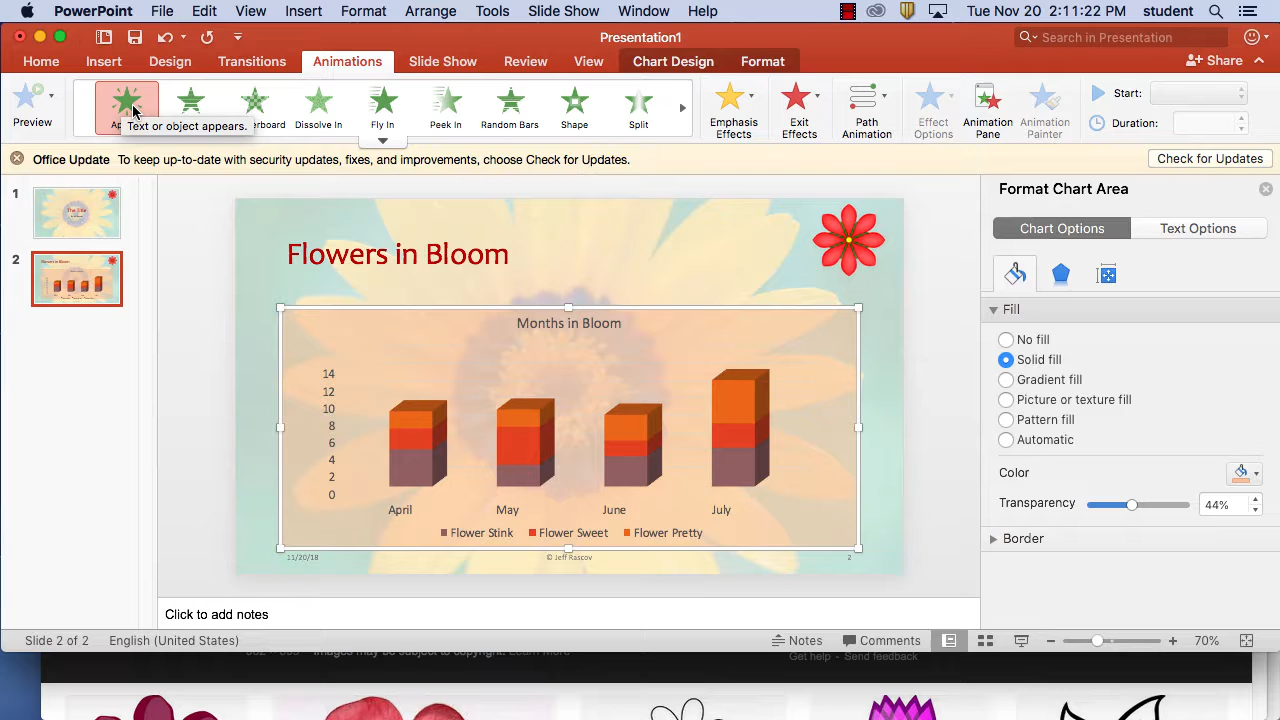 PowerPoint File Edit View Insert Format Arrange Tools Slide Show Window Help Tue Nov 20 2:11:22 PM student
Presentation1
Search in Presentation
Home Insert Design Transitions Animations Slide Show Review View Chart Design Format Share
Preview
Dissolve In Fly In Peek In Random Bars Shape Split
Text or object appears.
Emphasis Effects
Exit Effects
Path Animation
Effect Options
Animation Pane
Animation Painter
Start:
Duration:
Office Update To keep up-to-date with security updates, fixes, and improvements, choose Check for Updates. Check for Updates
1
The Title
2
Flowers in Bloom
Flowers in Bloom
Months in Bloom
14
12
10
8
6
4
2
0
April May June July
Flower Stink Flower Sweet Flower Pretty
11/20/18 © Jeff Rascov 2
Click to add notes
Format Chart Area
Chart Options Text Options
Fill
No fill
Solid fill
Gradient fill
Picture or texture fill
Pattern fill
Automatic
Color
Transparency 44%
Border
Slide 2 of 2 English (United States) Notes Comments 70%
Images may be subject to copyright. Learn More
Get help - Send feedback